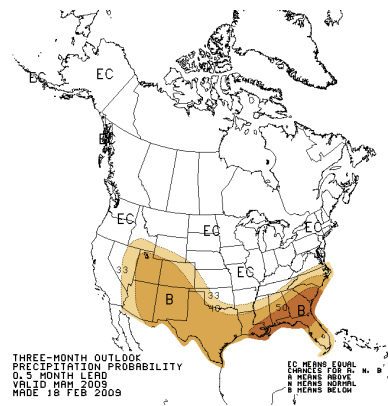 EC
EC
EC
EC
EC
EC
EC
33
B
33
40
50
B
THREE-MONTH OUTLOOK
PRECIPITATION PROBABILITY
0.5 MONTH LEAD
VALID MAM 2009
MADE 18 FEB 2009
EC MEANS EQUAL
CHANCES FOR A, N, B
A MEANS ABOVE
N MEANS NORMAL
B MEANS BELOW